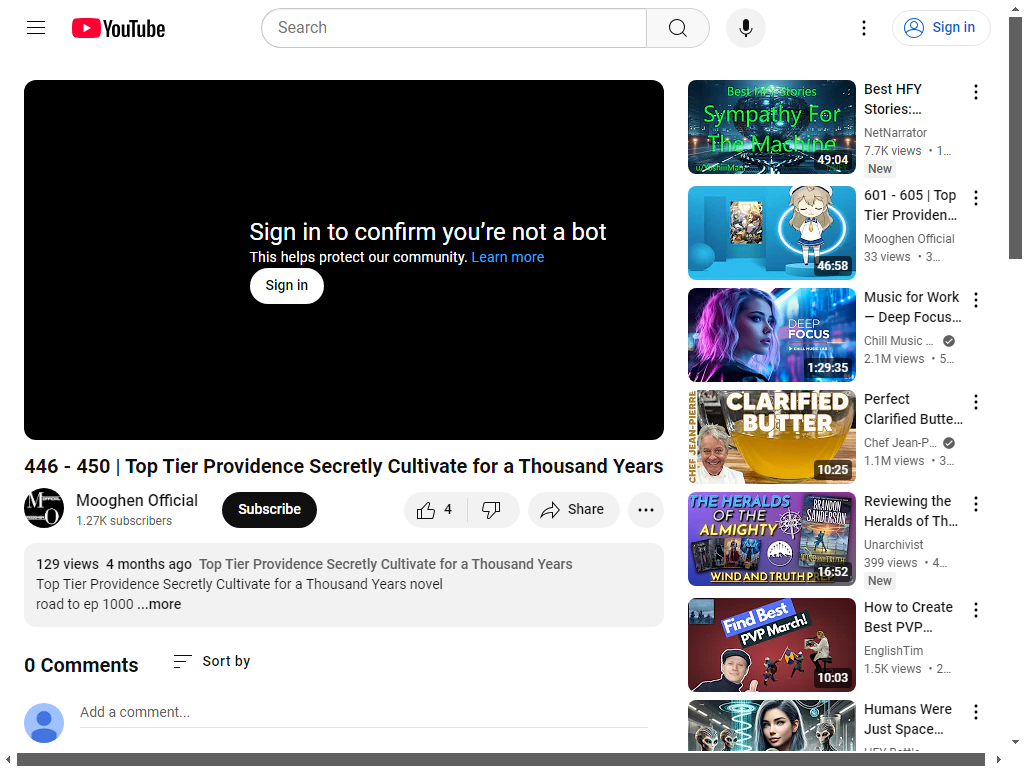 YouTube
Search
Sign in
Sign in to confirm you’re not a bot
This helps protect our community. Learn more
Sign in
446 - 450 | Top Tier Providence Secretly Cultivate for a Thousand Years
Mooghen Official
1.27K subscribers
Subscribe
4
Share
129 views 4 months ago Top Tier Providence Secretly Cultivate for a Thousand Years
Top Tier Providence Secretly Cultivate for a Thousand Years novel
road to ep 1000 ...more
0 Comments
Sort by
Add a comment...
Best HFY Stories
Sympathy For
The Machine
49:04
Best HFY
Stories:…
NetNarrator
7.7K views • 1…
New
46:58
601 - 605 | Top
Tier Providen…
Mooghen Official
33 views • 3…
DEEP
FOCUS
CHILL MUSIC LAB
1:29:35
Music for Work
— Deep Focus…
Chill Music …
2.1M views • 5…
CHEF JEAN-PIERRE
CLARIFIED
BUTTER
10:25
Perfect
Clarified Butte…
Chef Jean-P…
1.1M views • 3…
THE HERALDS
OF THE
ALMIGHTY
BRANDON
SANDERSON
WIND AND TRUTH PREP
16:52
Reviewing the
Heralds of Th…
Unarchivist
399 views • 4…
New
Find Best
PVP March!
10:03
How to Create
Best PVP…
EnglishTim
1.5K views • 2…
Humans Were
Just Space…